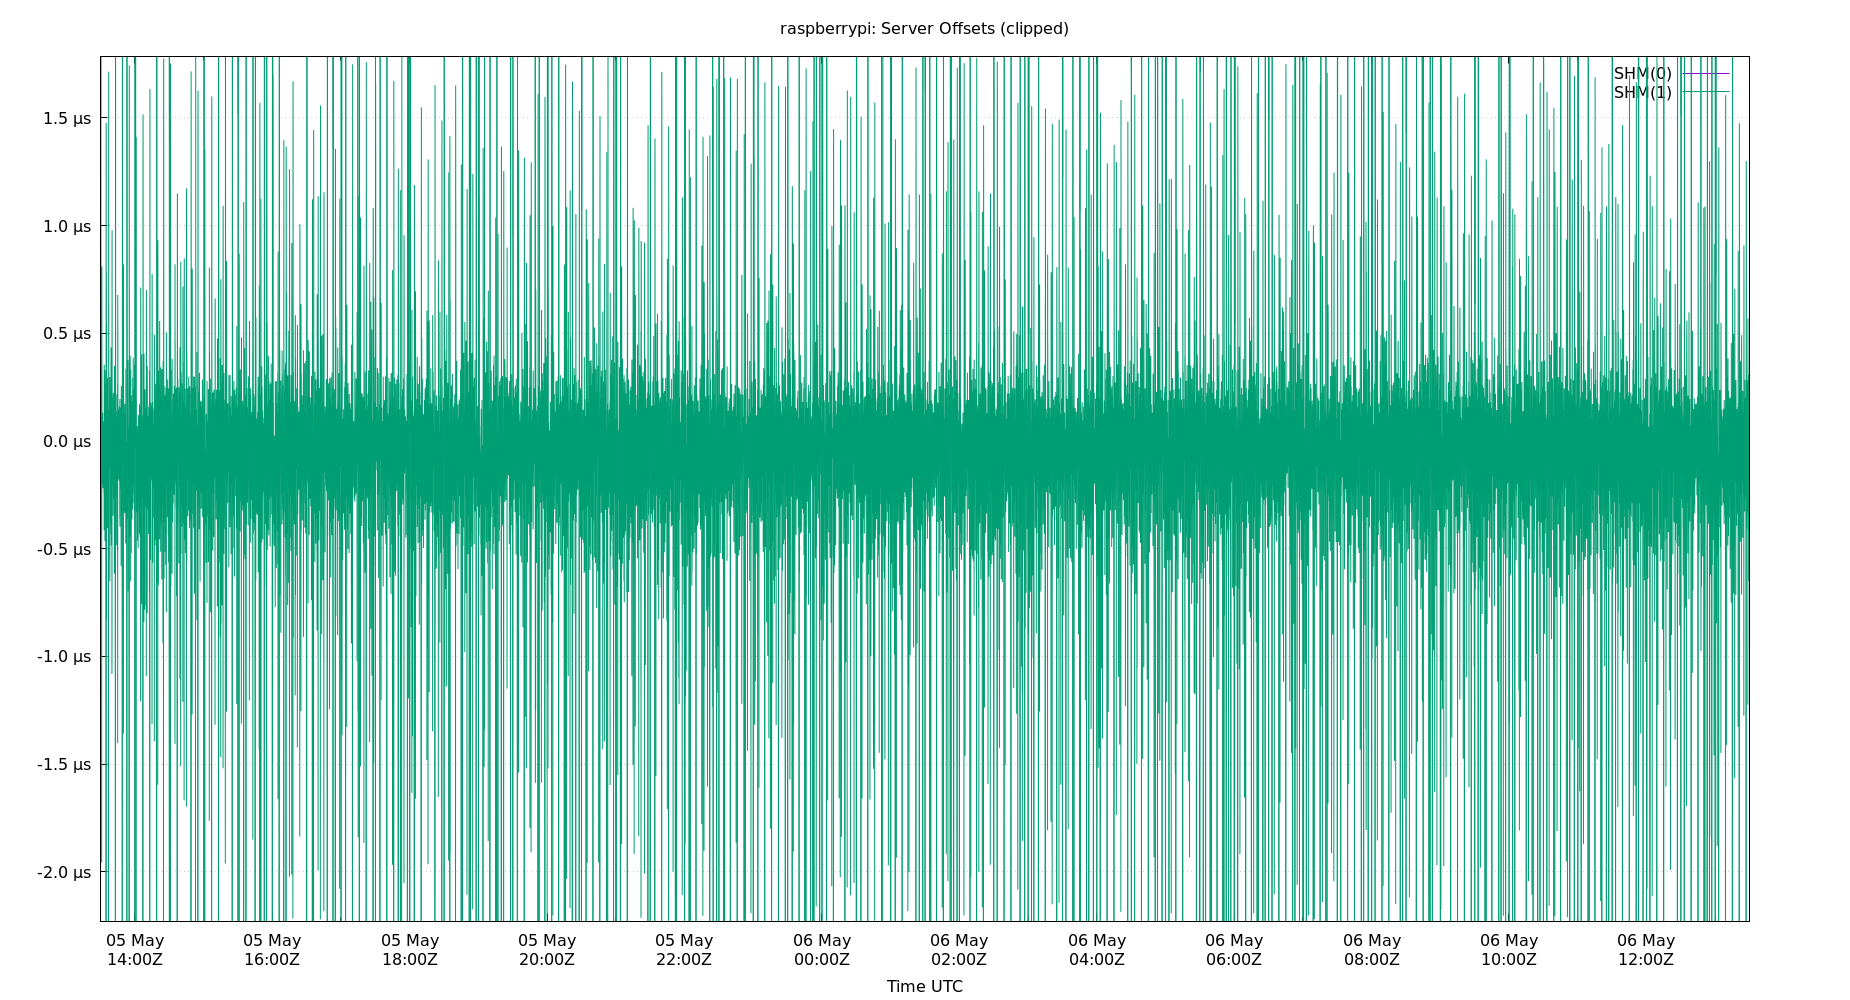 raspberrypi: Server Offsets (clipped)
SHM(0)
SHM(1)
1.5 µs
1.0 µs
0.5 µs
0.0 µs
-0.5 µs
-1.0 µs
-1.5 µs
-2.0 µs
05 May 05 May 05 May 05 May 05 May 06 May 06 May 06 May 06 May 06 May 06 May 06 May
14:00Z 16:00Z 18:00Z 20:00Z 22:00Z 00:00Z 02:00Z 04:00Z 06:00Z 08:00Z 10:00Z 12:00Z
Time UTC